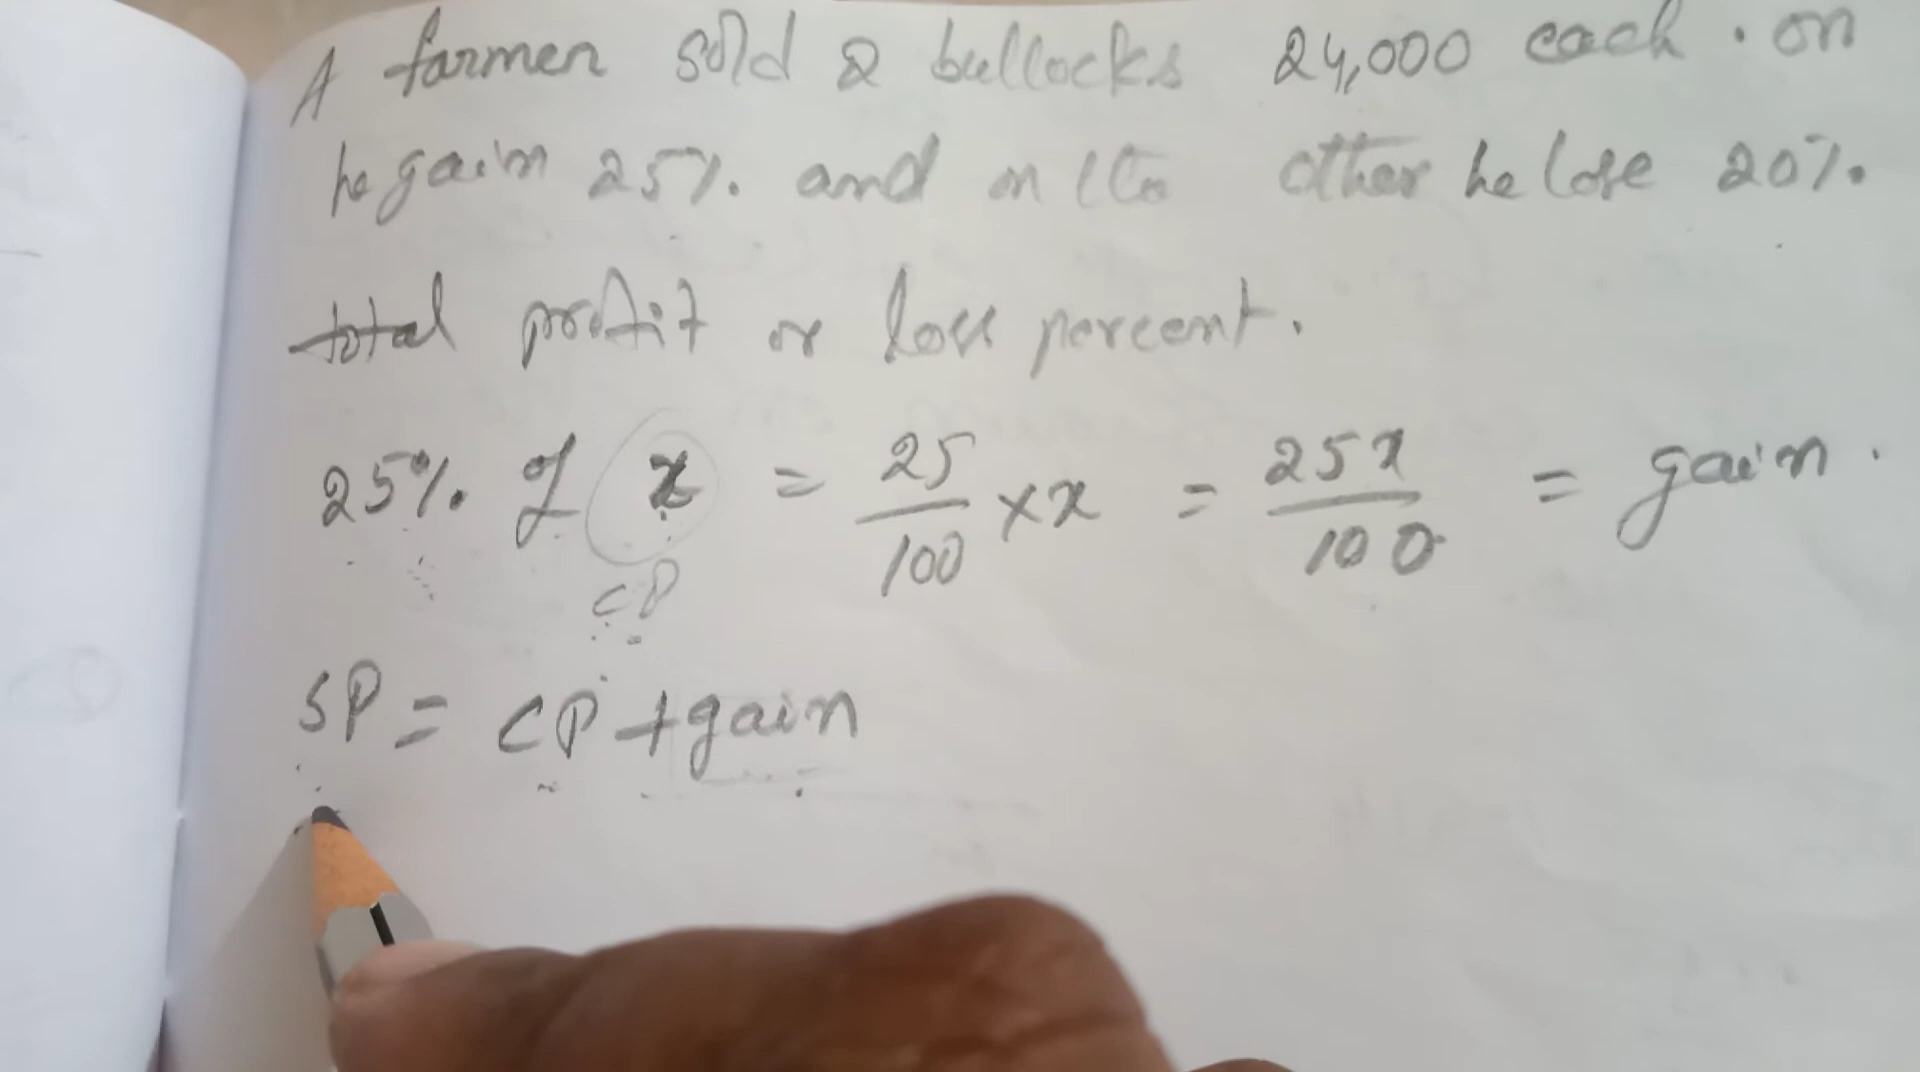 A farmer sold 2 bullocks 24,000 each . on
he gain 25%. and on the other he lose 20%.
total profit or loss percent.
25% of x = 25/100 × x = 25x/100 = gain .
CP
SP = CP + gain